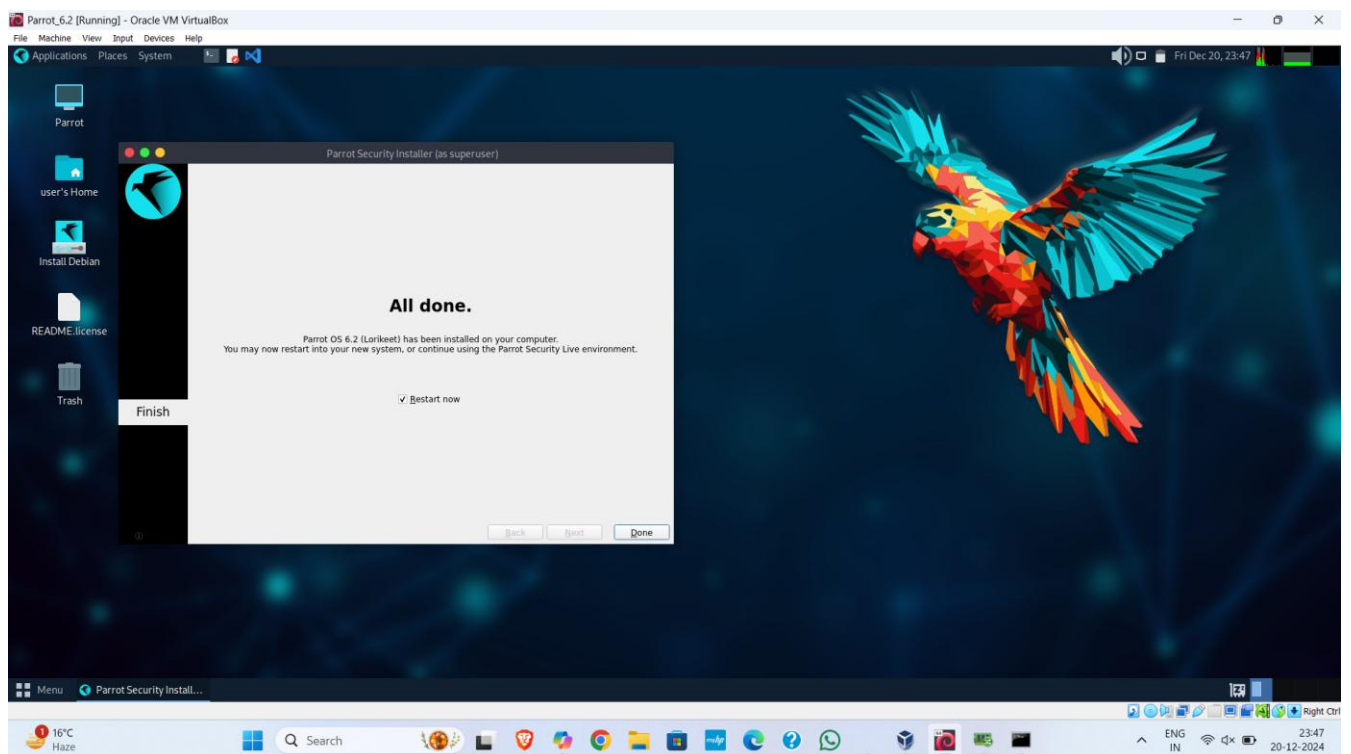 Parrot_6.2 [Running] - Oracle VM VirtualBox
File Machine View Input Devices Help
Applications Places System
Fri Dec 20, 23:47
Parrot
user's Home
Install Debian
README.license
Trash
Parrot Security Installer (as superuser)
All done.
Parrot OS 6.2 (Lorikeet) has been installed on your computer.
You may now restart into your new system, or continue using the Parrot Security Live environment.
Restart now
Finish
Back Next Done
Menu Parrot Security Install...
Right Ctrl
1
16°C
Haze
Search
ENG
IN
23:47
20-12-2024